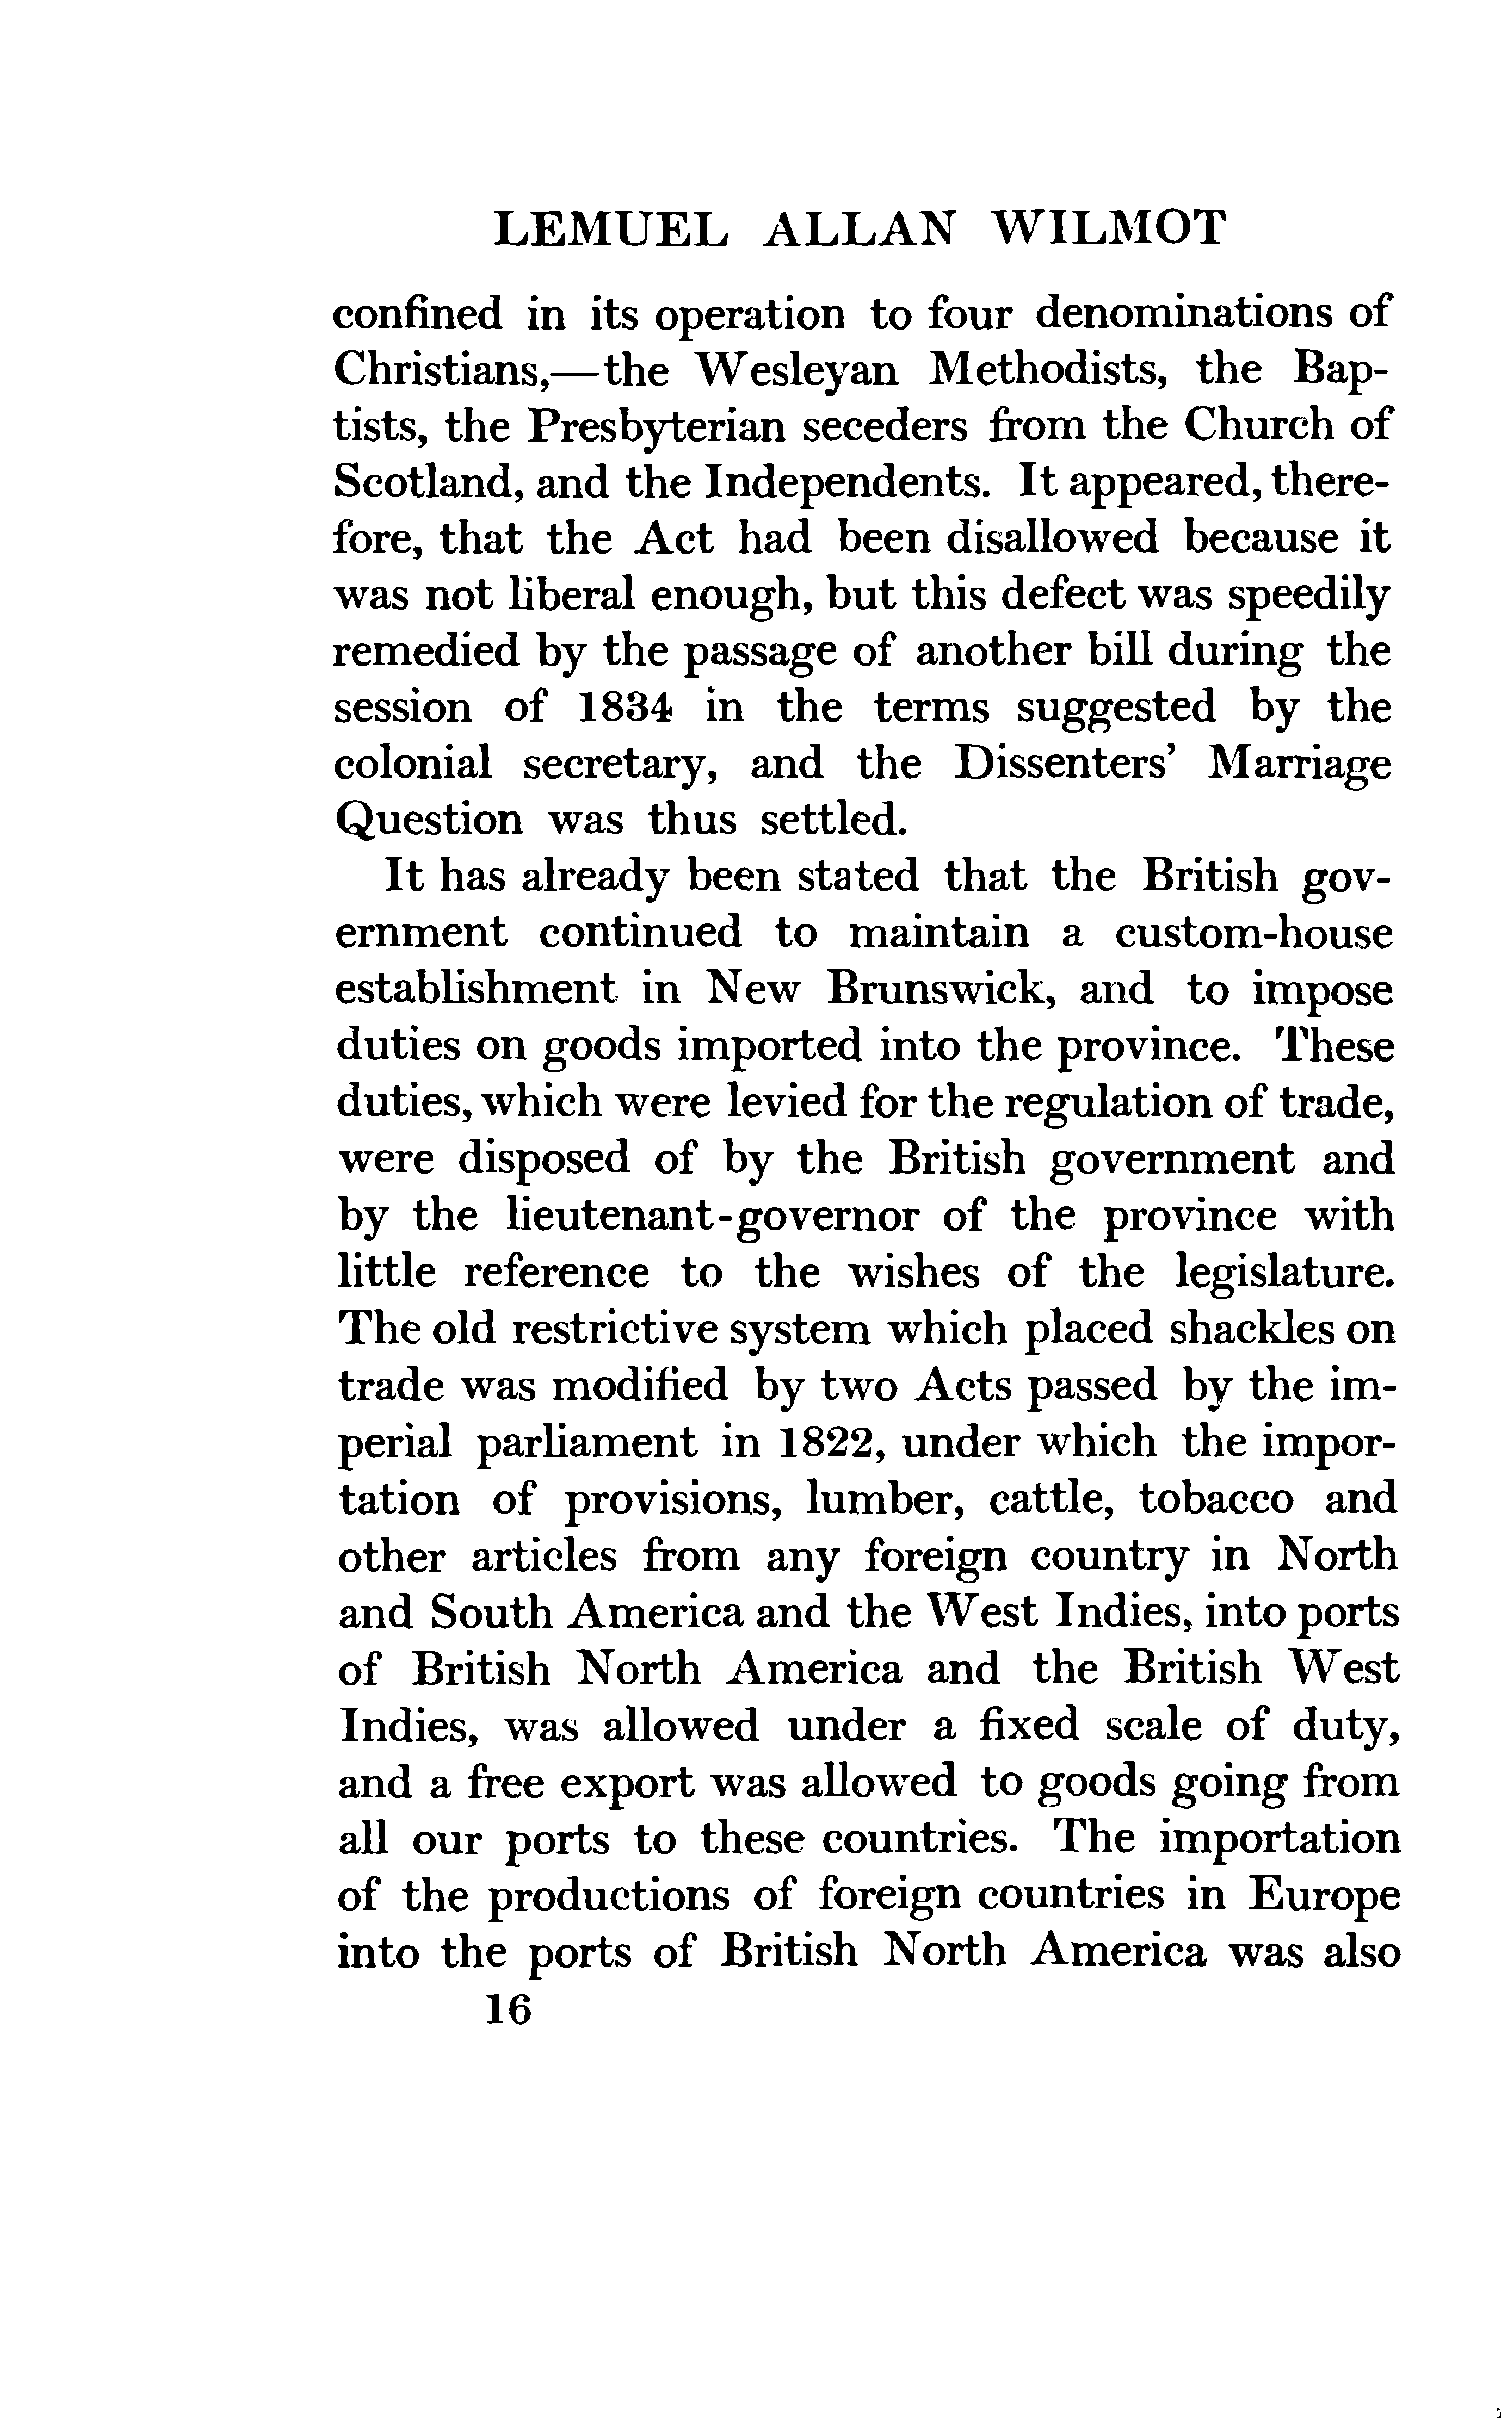 LEMUEL ALLAN WILMOT
confined in its operation to four denominations of
Christians,—the Wesleyan Methodists, the Bap-
tists, the Presbyterian seceders from the Church of
Scotland, and the Independents. It appeared, there-
fore, that the Act had been disallowed because it
was not liberal enough, but this defect was speedily
remedied by the passage of another bill during the
session of 1834 in the terms suggested by the
colonial secretary, and the Dissenters’ Marriage
Question was thus settled.
It has already been stated that the British gov-
ernment continued to maintain a custom-house
establishment in New Brunswick, and to impose
duties on goods imported into the province. These
duties, which were levied for the regulation of trade,
were disposed of by the British government and
by the lieutenant-governor of the province with
little reference to the wishes of the legislature.
The old restrictive system which placed shackles on
trade was modified by two Acts passed by the im-
perial parliament in 1822, under which the impor-
tation of provisions, lumber, cattle, tobacco and
other articles from any foreign country in North
and South America and the West Indies, into ports
of British North America and the British West
Indies, was allowed under a fixed scale of duty,
and a free export was allowed to goods going from
all our ports to these countries. The importation
of the productions of foreign countries in Europe
into the ports of British North America was also
16